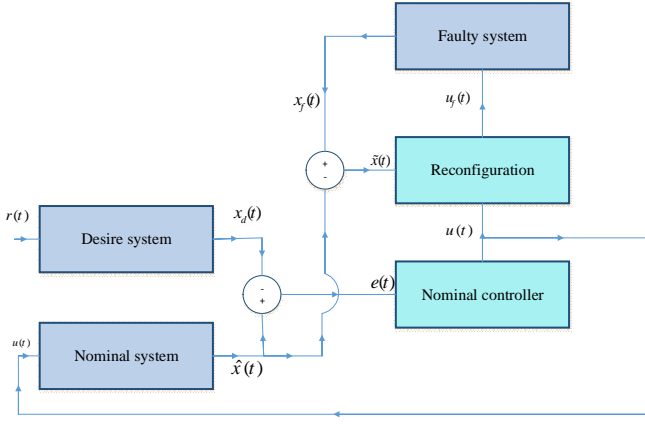 Faulty system
x_f(t)
u_f(t)
+
-
x̃(t)
Reconfiguration
r(t)
Desire system
x_d(t)
u(t)
-
+
e(t)
Nominal controller
u(t)
Nominal system
x̂(t)